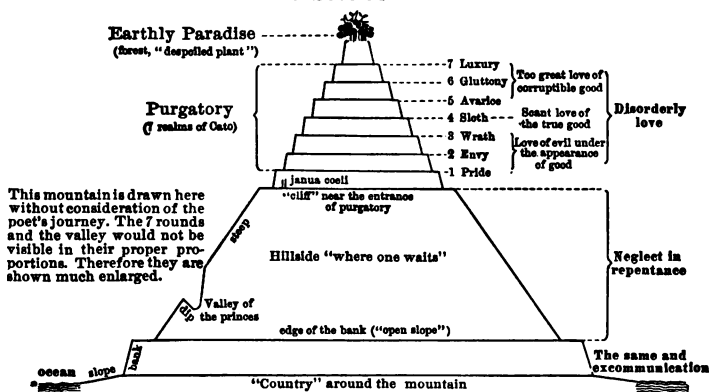 Earthly Paradise
(forest, "despoiled plant")
Purgatory
(7 realms of Cato)
7 Luxury
6 Gluttony
5 Avarice
4 Sloth
3 Wrath
2 Envy
1 Pride
Too great love of
corruptible good
Scant love of
the true good
Love of evil under
the appearance
of good
Disorderly
love
janua coeli
"cliff" near the entrance
of purgatory
This mountain is drawn here
without consideration of the
poet's journey. The 7 rounds
and the valley would not be
visible in their proper pro-
portions. Therefore they are
shown much enlarged.
steep
Hillside "where one waits"
Neglect in
repentance
dip
Valley of
the princes
edge of the bank ("open slope")
bank
The same and
excommunication
ocean
slope
"Country" around the mountain